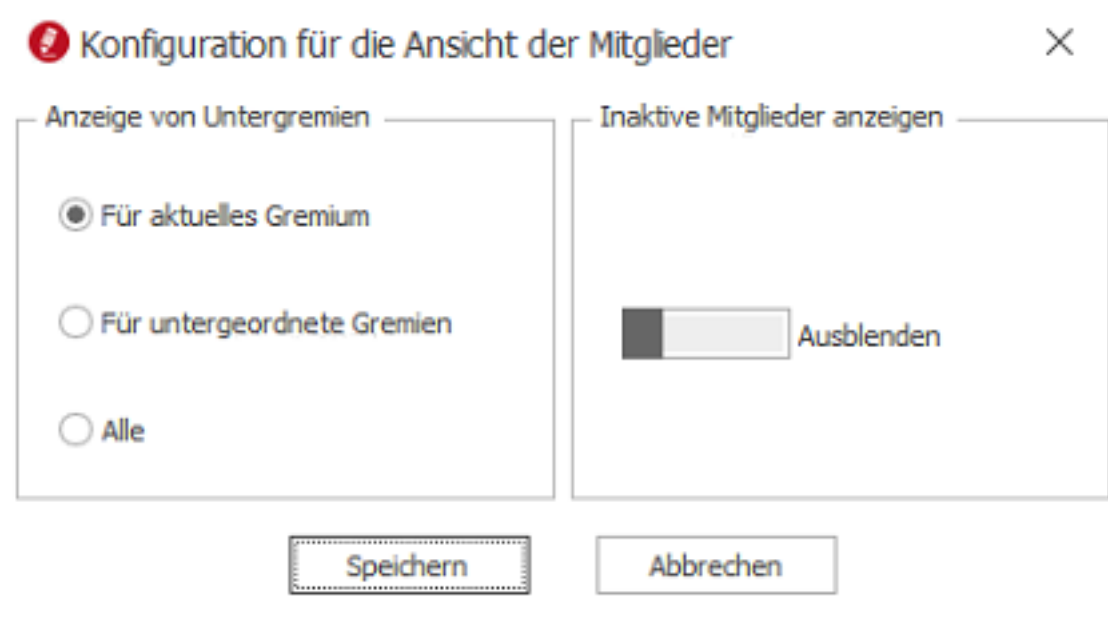 Konfiguration für die Ansicht der Mitglieder
Anzeige von Untergremien
Für aktuelles Gremium
Für untergeordnete Gremien
Alle
Inaktive Mitglieder anzeigen
Ausblenden
Speichern
Abbrechen